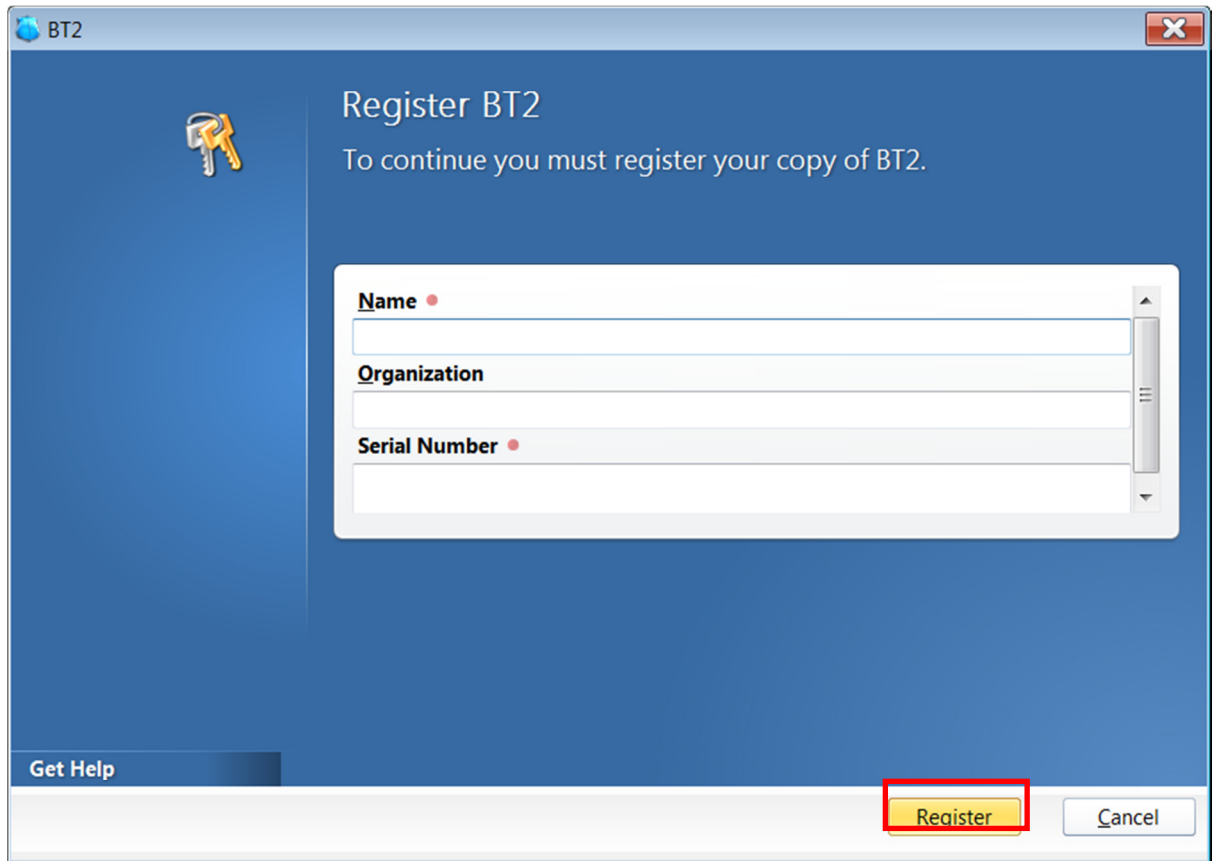 BT2
Register BT2
To continue you must register your copy of BT2.
Name
Organization
Serial Number
Get Help
Register
Cancel